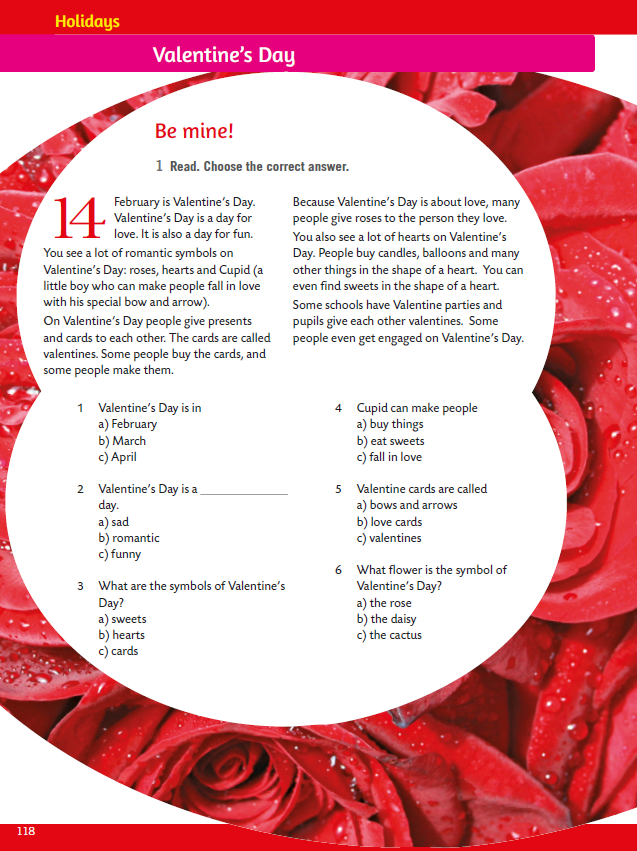 Holidays
Valentine's Day
Be mine!
1 Read. Choose the correct answer.
14
February is Valentine's Day.
Valentine's Day is a day for
love. It is also a day for fun.
You see a lot of romantic symbols on
Valentine's Day: roses, hearts and Cupid (a
little boy who can make people fall in love
with his special bow and arrow).
On Valentine's Day people give presents
and cards to each other. The cards are called
valentines. Some people buy the cards, and
some people make them.
Because Valentine's Day is about love, many
people give roses to the person they love.
You also see a lot of hearts on Valentine's
Day. People buy candles, balloons and many
other things in the shape of a heart. You can
even find sweets in the shape of a heart.
Some schools have Valentine parties and
pupils give each other valentines. Some
people even get engaged on Valentine's Day.
1 Valentine's Day is in
a) February
b) March
c) April
2 Valentine's Day is a ______________
day.
a) sad
b) romantic
c) funny
3 What are the symbols of Valentine's
Day?
a) sweets
b) hearts
c) cards
4 Cupid can make people
a) buy things
b) eat sweets
c) fall in love
5 Valentine cards are called
a) bows and arrows
b) love cards
c) valentines
6 What flower is the symbol of
Valentine's Day?
a) the rose
b) the daisy
c) the cactus
118